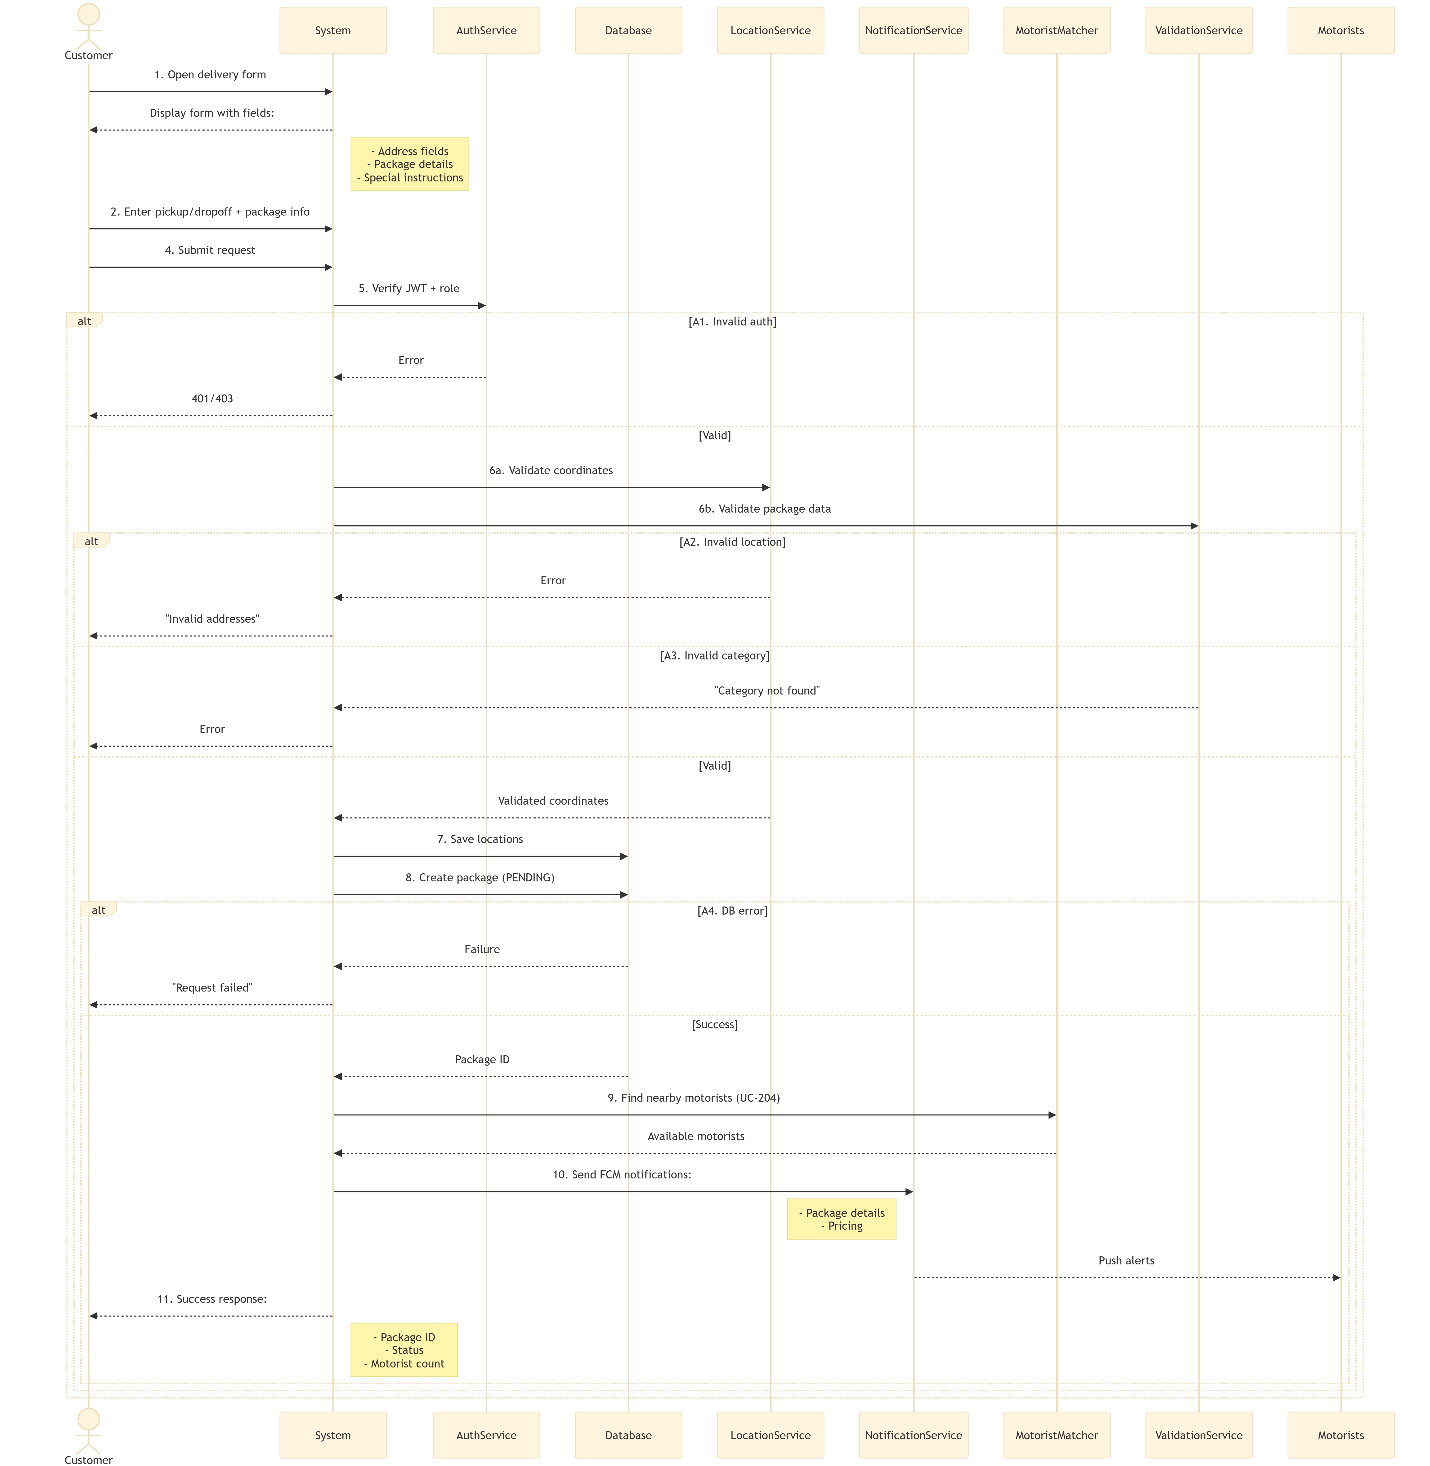 Customer
System
AuthService
Database
LocationService
NotificationService
MotoristMatcher
ValidationService
Motorists
1. Open delivery form
Display form with fields:
- Address fields
- Package details
- Special instructions
2. Enter pickup/dropoff + package info
4. Submit request
5. Verify JWT + role
alt
[A1. Invalid auth]
Error
401/403
[Valid]
6a. Validate coordinates
6b. Validate package data
alt
[A2. Invalid location]
Error
"Invalid addresses"
[A3. Invalid category]
"Category not found"
Error
[Valid]
Validated coordinates
7. Save locations
8. Create package (PENDING)
alt
[A4. DB error]
Failure
"Request failed"
[Success]
Package ID
9. Find nearby motorists (UC-204)
Available motorists
10. Send FCM notifications:
- Package details
- Pricing
Push alerts
11. Success response:
- Package ID
- Status
- Motorist count
Customer
System
AuthService
Database
LocationService
NotificationService
MotoristMatcher
ValidationService
Motorists